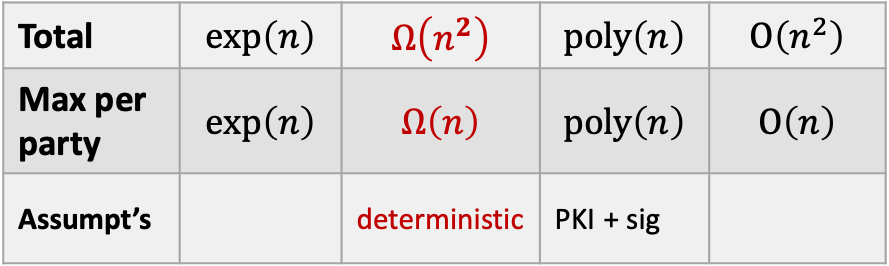 Total exp(n) Ω(n²) poly(n) O(n²)
Max per party exp(n) Ω(n) poly(n) O(n)
Assumpt’s deterministic PKI + sig